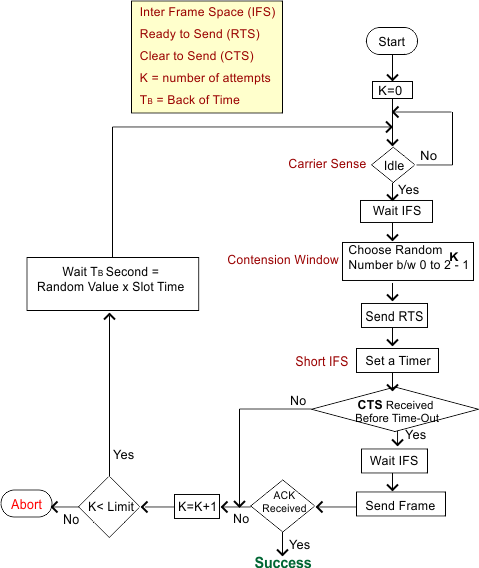 Inter Frame Space (IFS)
Ready to Send (RTS)
Clear to Send (CTS)
K = number of attempts
TB = Back of Time
Start
K=0
Carrier Sense
Idle
No
Yes
Wait IFS
Contension Window
Choose Random
Number b/w 0 to 2K - 1
Wait TB Second =
Random Value x Slot Time
Send RTS
Short IFS
Set a Timer
No
CTS Received
Before Time-Out
Yes
Wait IFS
Yes
Abort
No
K< Limit
K=K+1
No
ACK
Received
Send Frame
Yes
Success